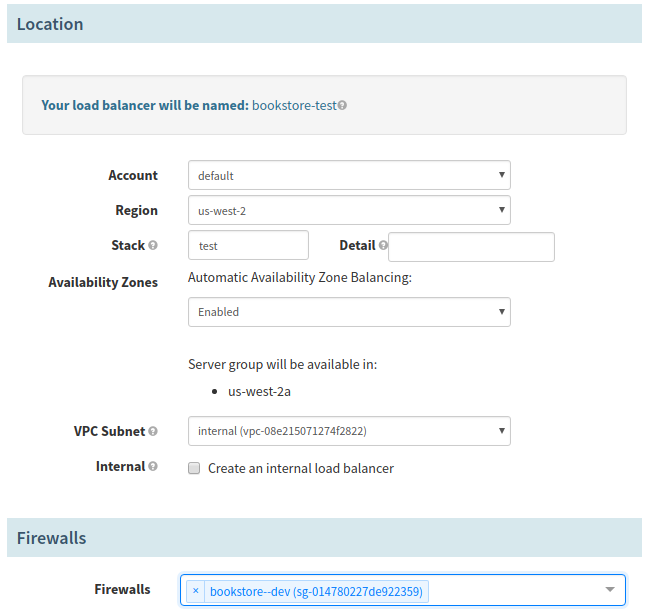 Location
Your load balancer will be named: bookstore-test
Account default
Region us-west-2
Stack test Detail
Availability Zones Automatic Availability Zone Balancing:
Enabled
Server group will be available in:
• us-west-2a
VPC Subnet internal (vpc-08e215071274f2822)
Internal Create an internal load balancer
Firewalls
Firewalls × bookstore--dev (sg-014780227de922359)